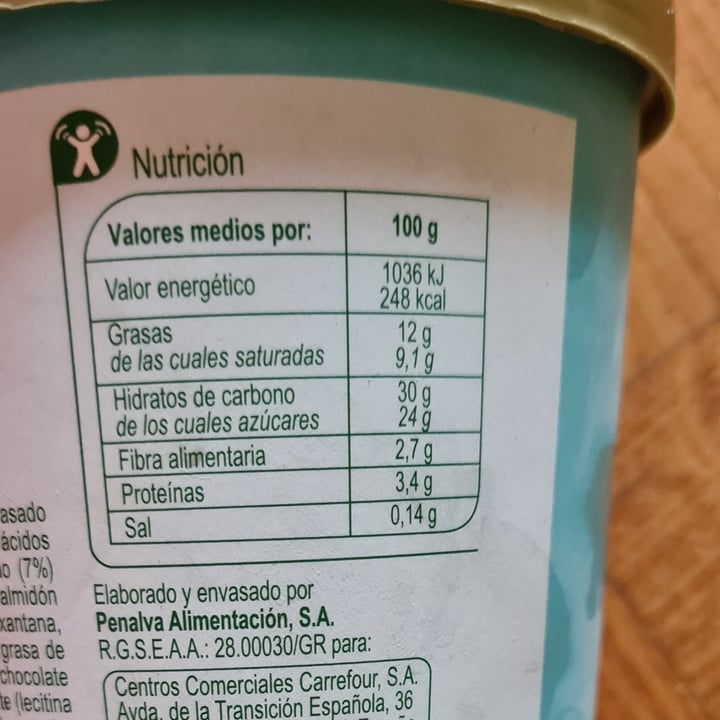 Nutrición
Valores medios por: 100 g
Valor energético 1036 kJ
248 kcal
Grasas 12 g
de las cuales saturadas 9,1 g
Hidratos de carbono 30 g
de los cuales azúcares 24 g
Fibra alimentaria 2,7 g
Proteínas 3,4 g
Sal 0,14 g
asado
ácidos
(7%)
almidón
xantana,
grasa de
chocolate
(lecitina
Elaborado y envasado por
Penalva Alimentación, S.A.
R.G.S.E.A.A.: 28.00030/GR para:
Centros Comerciales Carrefour, S.A.
Avda. de la Transición Española, 36